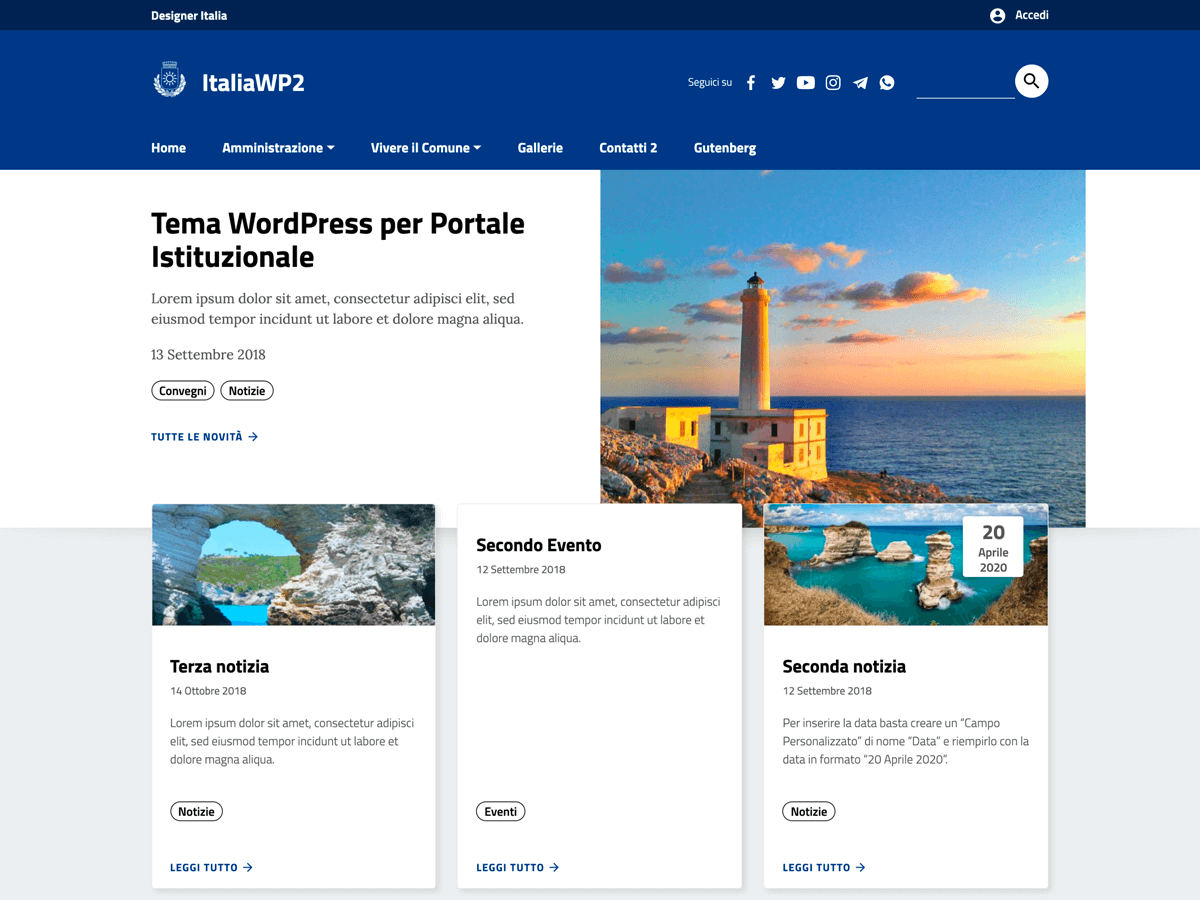 Designer Italia
Accedi
ItaliaWP2
Seguici su
Home
Amministrazione
Vivere il Comune
Gallerie
Contatti 2
Gutenberg
Tema WordPress per Portale
Istituzionale
Lorem ipsum dolor sit amet, consectetur adipisci elit, sed
eiusmod tempor incidunt ut labore et dolore magna aliqua.
13 Settembre 2018
Convegni
Notizie
TUTTE LE NOVITÀ
Terza notizia
14 Ottobre 2018
Lorem ipsum dolor sit amet, consectetur adipisci
elit, sed eiusmod tempor incidunt ut labore et
dolore magna aliqua.
Notizie
LEGGI TUTTO
Secondo Evento
12 Settembre 2018
Lorem ipsum dolor sit amet, consectetur adipisci
elit, sed eiusmod tempor incidunt ut labore et
dolore magna aliqua.
Eventi
LEGGI TUTTO
20
Aprile
2020
Seconda notizia
12 Settembre 2018
Per inserire la data basta creare un “Campo
Personalizzato” di nome “Data” e riempirlo con la
data in formato “20 Aprile 2020”.
Notizie
LEGGI TUTTO